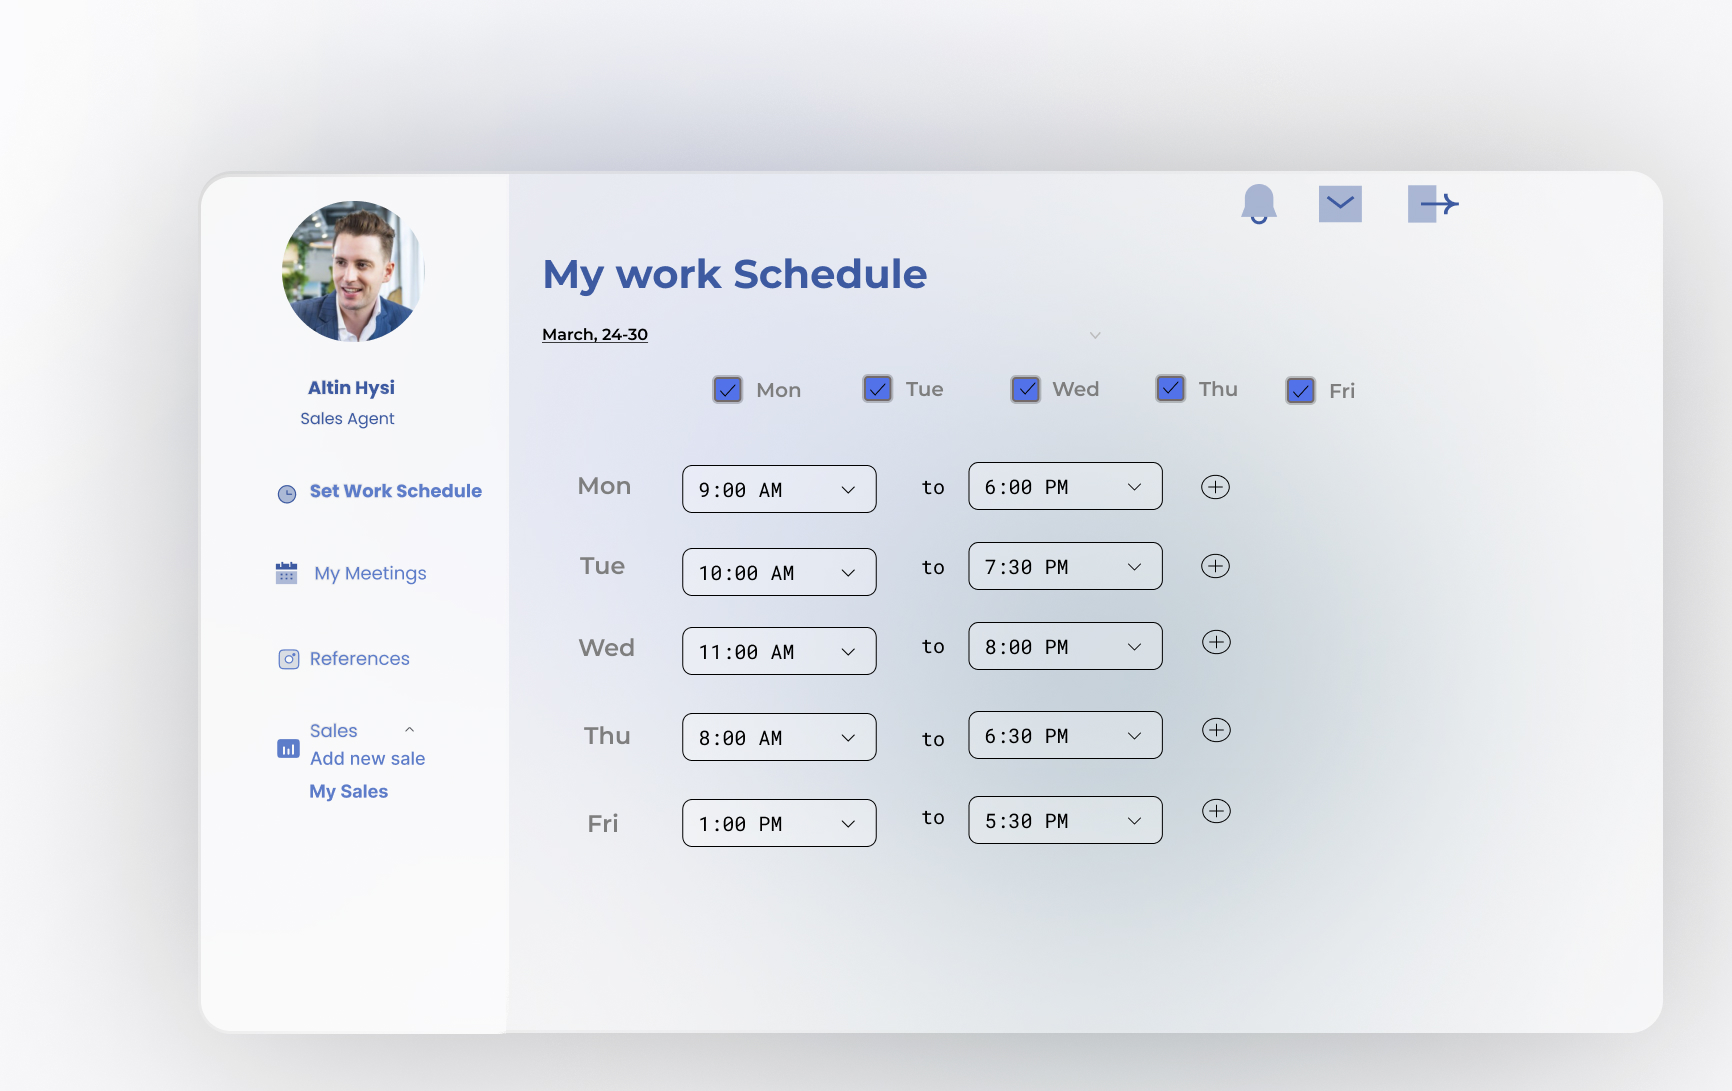 Altin Hysi
Sales Agent
Set Work Schedule
My Meetings
References
Sales
Add new sale
My Sales
My work Schedule
March, 24-30
Mon Tue Wed Thu Fri
Mon 9:00 AM to 6:00 PM
Tue 10:00 AM to 7:30 PM
Wed 11:00 AM to 8:00 PM
Thu 8:00 AM to 6:30 PM
Fri 1:00 PM to 5:30 PM